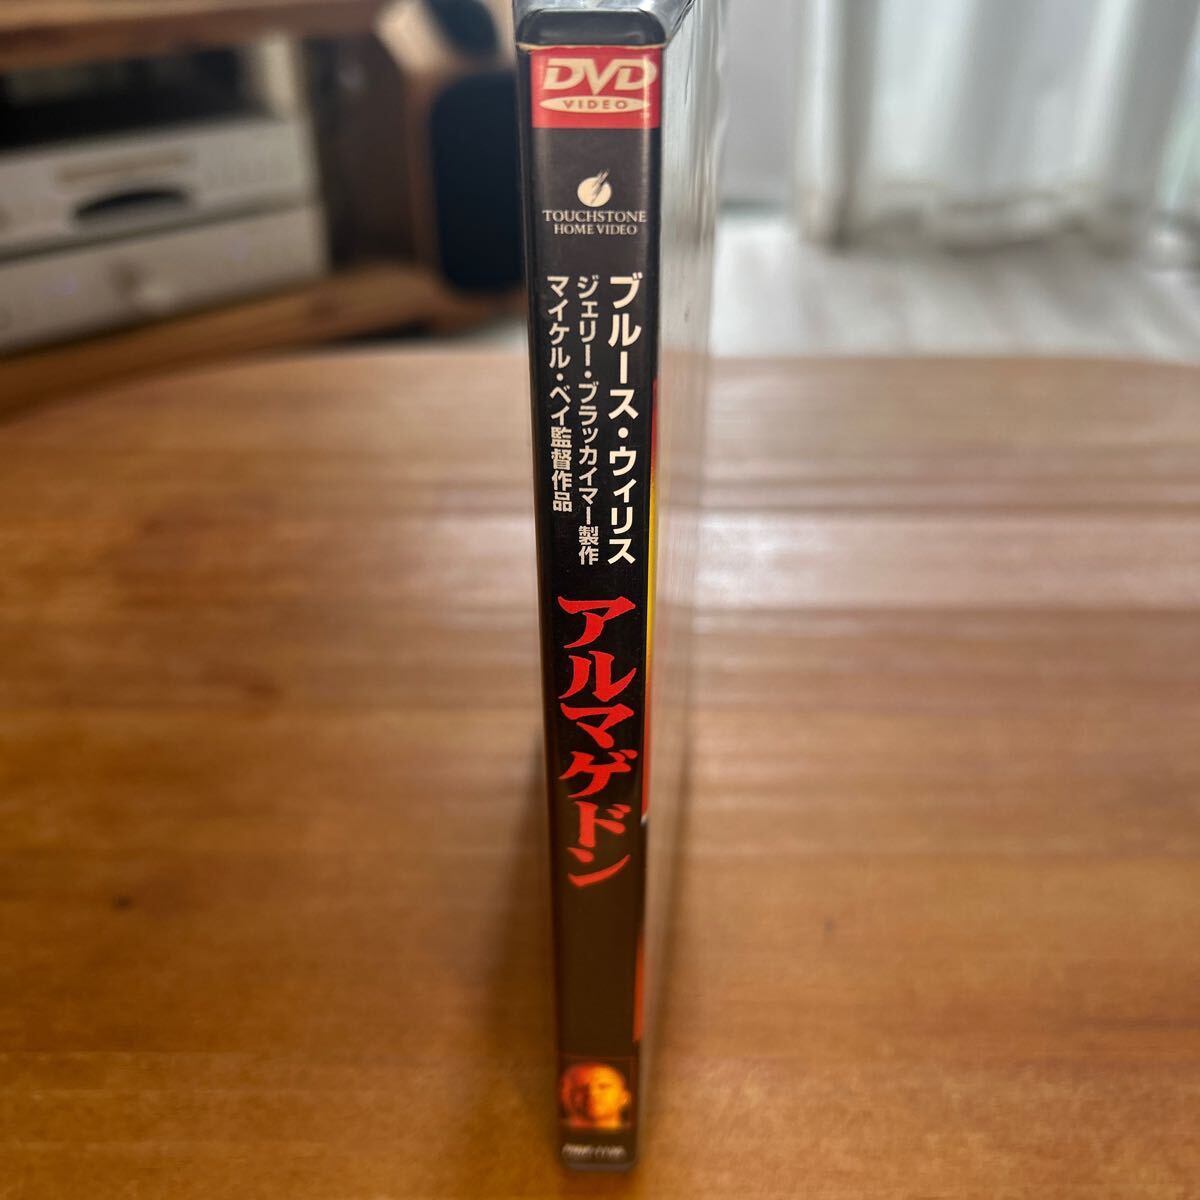 DVD
VIDEO
TOUCHSTONE
HOME VIDEO
ブルース・ウィリス
ジェリー・ブラッカイマー製作
マイケル・ベイ監督作品
アルマゲドン